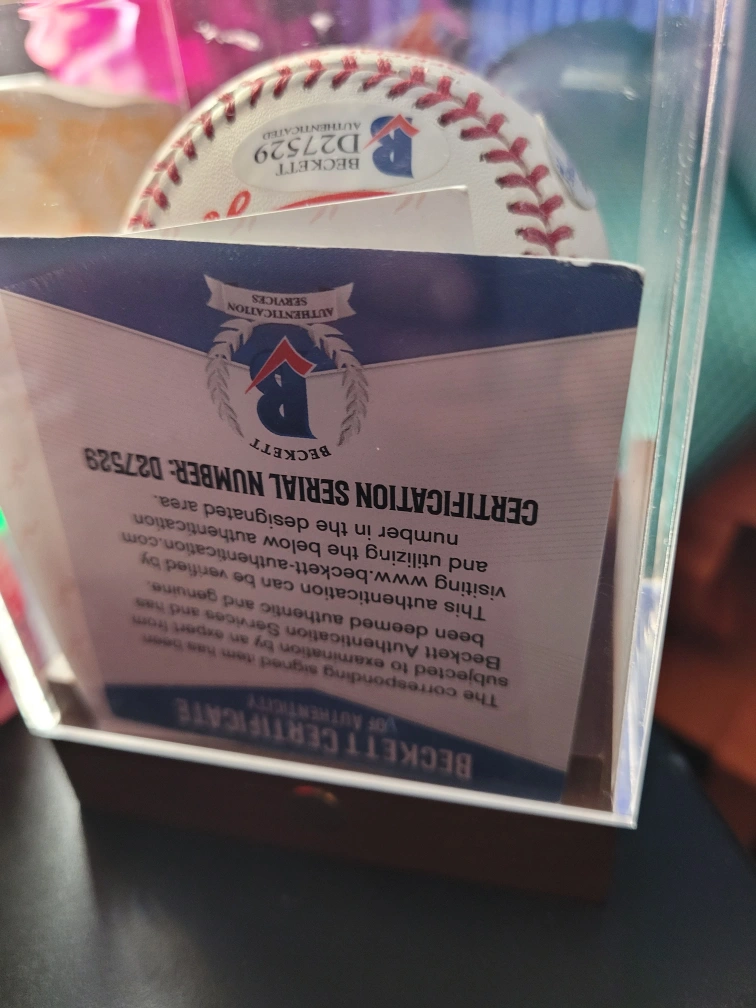 BECKETT CERTIFICATE
OF AUTHENTICITY
The corresponding signed item has been
subjected to examination by an expert from
Beckett Authentication Services and has
been deemed authentic and genuine.
This authentication can be verified by
visiting www.beckett-authentication.com
and utilizing the below authentication
number in the designated area.
CERTIFICATION SERIAL NUMBER: D27529
BECKETT
B
AUTHENTICATION
SERVICES
BECKETT
D27529
AUTHENTICATED
B